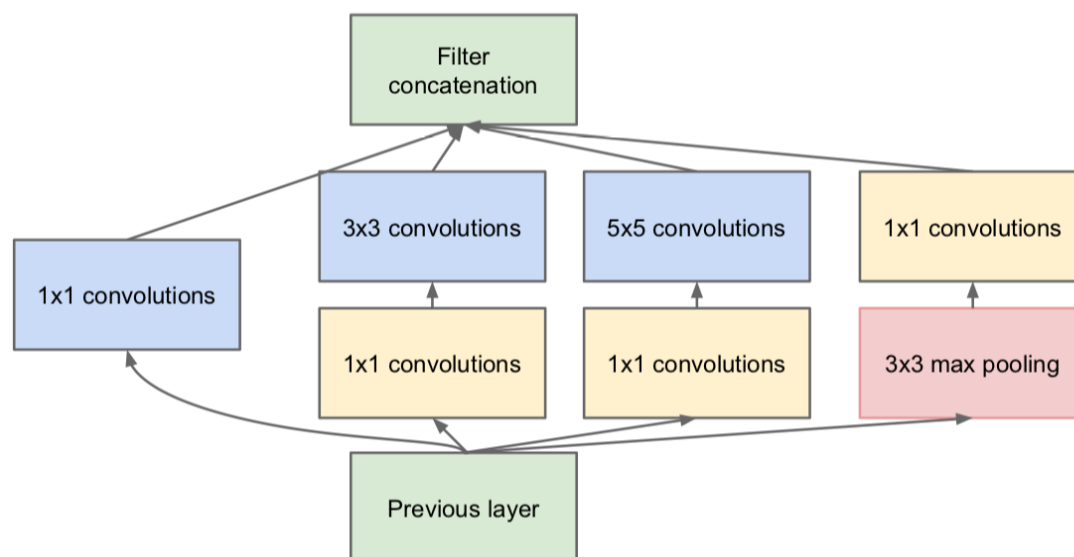 Filter
concatenation
3x3 convolutions
5x5 convolutions
1x1 convolutions
1x1 convolutions
1x1 convolutions
1x1 convolutions
3x3 max pooling
Previous layer